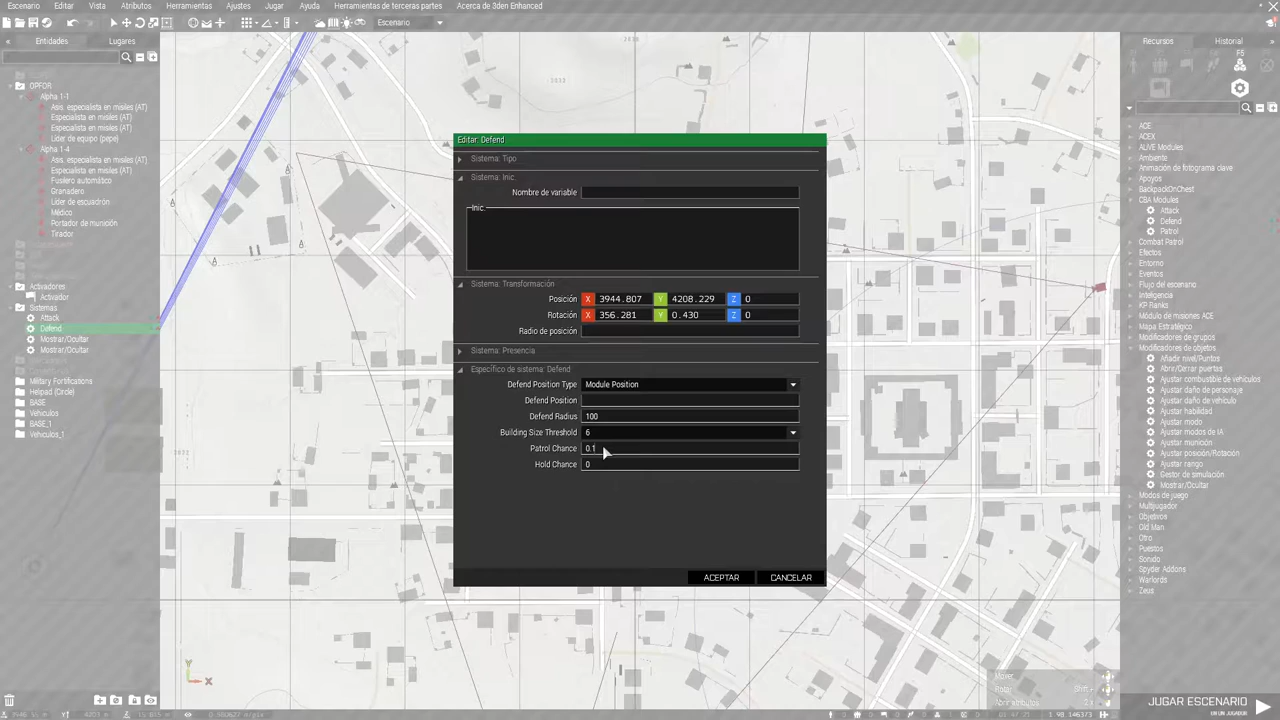 Escenario Editar Vista Atributos Herramientas Ajustes Jugar Ayuda Herramientas de terceras partes Acerca de 3den Enhanced
Escenario
Entidades Lugares
OPFOR
Alpha 1-1
Asis. especialista en misiles (AT)
Especialista en misiles (AT)
Especialista en misiles (AT)
Líder de equipo (pepe)
Alpha 1-4
Asis. especialista en misiles (AT)
Especialista en misiles (AT)
Fusilero automático
Granadero
Líder de escuadrón
Médico
Portador de munición
Tirador
Activadores
Activador
Sistemas
Attack
Defend
Mostrar/Ocultar
Mostrar/Ocultar
Military Fortifications
Helipad (Circle)
BASE
Vehiculos
BASE_1
Vehiculos_1
Editar: Defend
Sistema: Tipo
Sistema: Inic.
Nombre de variable
Inic.
Sistema: Transformación
Posición X 3944.807 Y 4208.229 Z 0
Rotación X 356.281 Y 0.430 Z 0
Radio de posición
Sistema: Presencia
Específico de sistema: Defend
Defend Position Type Module Position
Defend Position
Defend Radius 100
Building Size Threshold 6
Patrol Chance 0.1
Hold Chance 0
ACEPTAR CANCELAR
Recursos Historial
F5
ACE
ACEX
ALiVE Modules
Ambiente
Animación de fotograma clave
Apoyos
BackpackOnChest
CBA Modules
Attack
Defend
Patrol
Combat Patrol
Efectos
Entorno
Eventos
Flujo del escenario
Inteligencia
KP Ranks
Módulo de misiones ACE
Mapa Estratégico
Modificadores de grupos
Modificadores de objetos
Añadir nivel/Puntos
Abrir/Cerrar puertas
Ajustar combustible de vehículos
Ajustar daño de personaje
Ajustar daño de vehículo
Ajustar habilidad
Ajustar modo
Ajustar modos de IA
Ajustar munición
Ajustar posición/Rotación
Ajustar rango
Gestor de simulación
Mostrar/Ocultar
Modos de juego
Multijugador
Objetivos
Old Man
Otro
Puestos
Sonido
Spyder Addons
Warlords
Zeus
Mover
Rotar Shift +
Abrir atributos
JUGAR ESCENARIO
EN UN JUGADOR